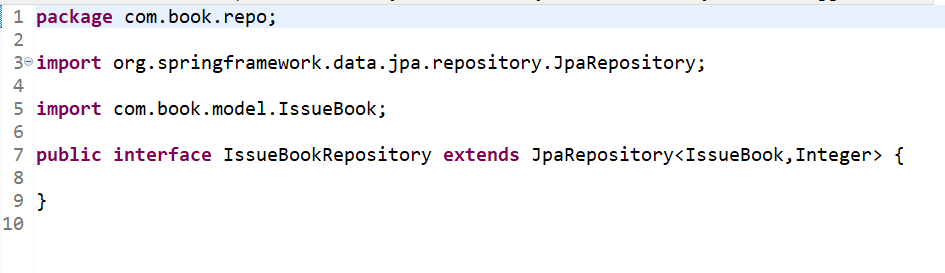 1 package com.book.repo;
2
3 import org.springframework.data.jpa.repository.JpaRepository;
4
5 import com.book.model.IssueBook;
6
7 public interface IssueBookRepository extends JpaRepository<IssueBook,Integer> {
8
9 }
10